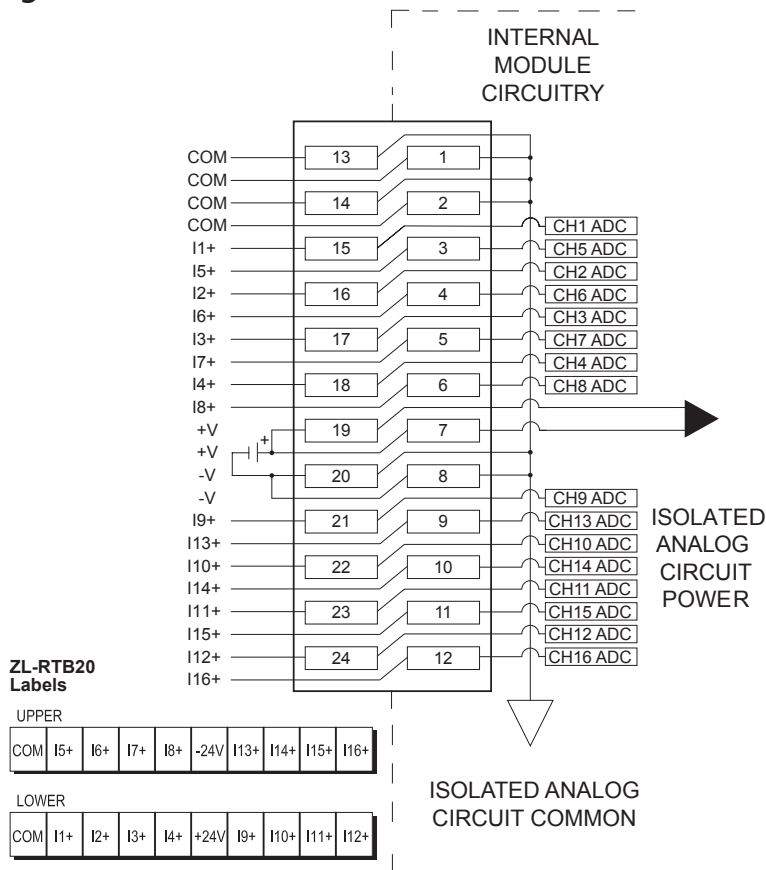 INTERNAL
MODULE
CIRCUITRY
COM 13 1
COM
COM 14 2
COM
CH1 ADC
I1+ 15 3 CH5 ADC
I5+ CH2 ADC
I2+ 16 4 CH6 ADC
I6+ CH3 ADC
I3+ 17 5 CH7 ADC
I7+ CH4 ADC
I4+ 18 6 CH8 ADC
I8+
+V 19 7
+
+V
-V 20 8
-V CH9 ADC
I9+ 21 9 CH13 ADC
I13+ CH10 ADC
I10+ 22 10 CH14 ADC
I14+ CH11 ADC
I11+ 23 11 CH15 ADC
I15+ CH12 ADC
I12+ 24 12 CH16 ADC
I16+
ISOLATED
ANALOG
CIRCUIT
POWER
ZL-RTB20
Labels
UPPER
COM I5+ I6+ I7+ I8+ -24V I13+ I14+ I15+ I16+
LOWER
COM I1+ I2+ I3+ I4+ +24V I9+ I10+ I11+ I12+
ISOLATED ANALOG
CIRCUIT COMMON